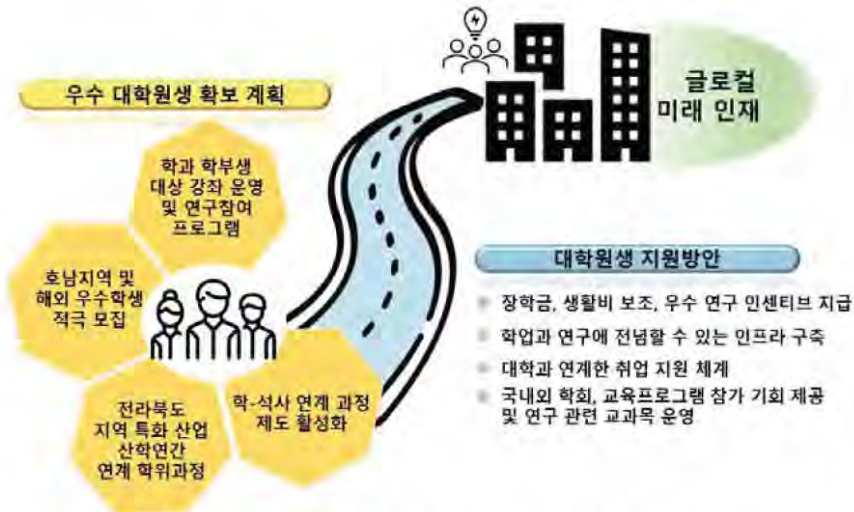 글로컬
미래 인재
우수 대학원생 확보 계획
학과 학부생
대상 강좌 운영
및 연구참여
프로그램
호남지역 및
해외 우수학생
적극 모집
전라북도
지역 특화 산업
산학연간
연계 학위과정
학-석사 연계 과정
제도 활성화
대학원생 지원방안
장학금, 생활비 보조, 우수 연구 인센티브 지급
학업과 연구에 전념할 수 있는 인프라 구축
대학과 연계한 취업 지원 체계
국내외 학회, 교육프로그램 참가 기회 제공
및 연구 관련 교과목 운영